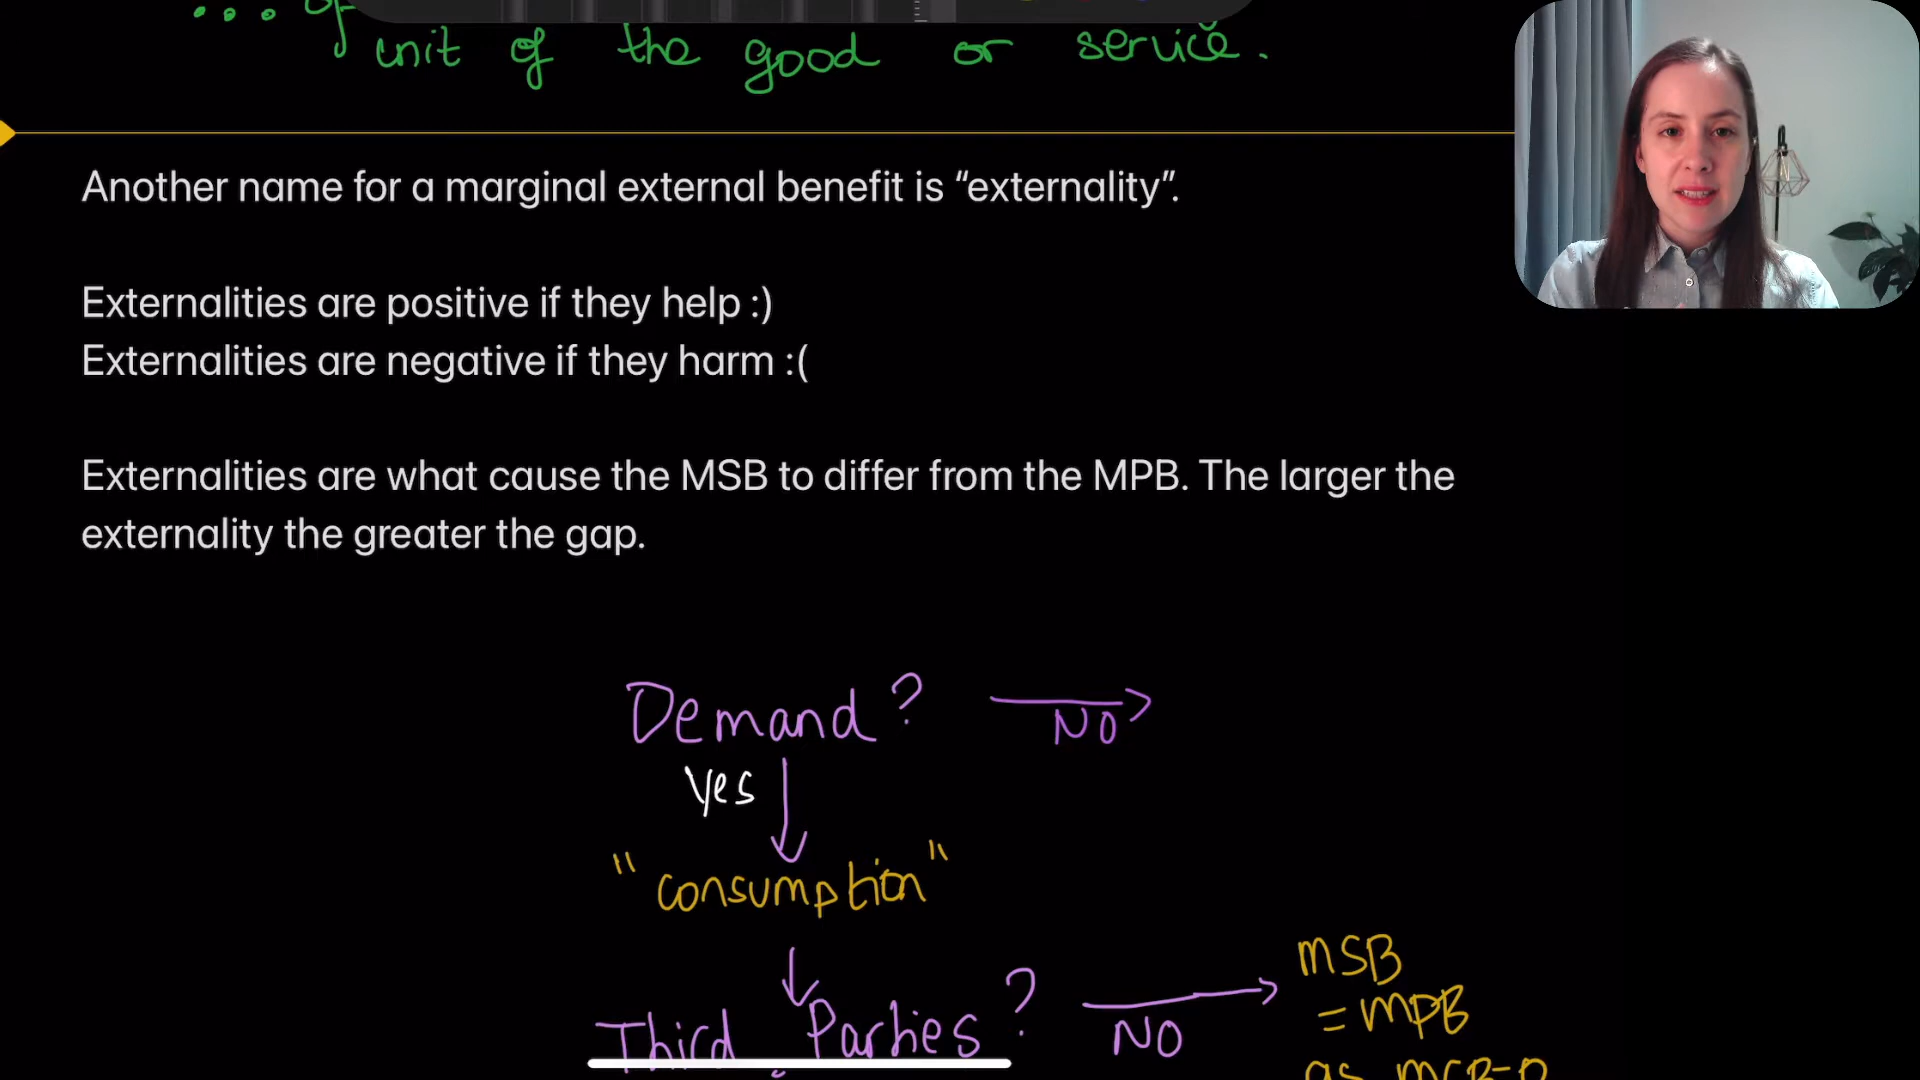 ... of
unit of the good or service.
Another name for a marginal external benefit is “externality”.
Externalities are positive if they help :)
Externalities are negative if they harm :(
Externalities are what cause the MSB to differ from the MPB. The larger the
externality the greater the gap.
Demand? NO
Yes
"consumption"
Third Parties? NO
MSB
= MPB
as